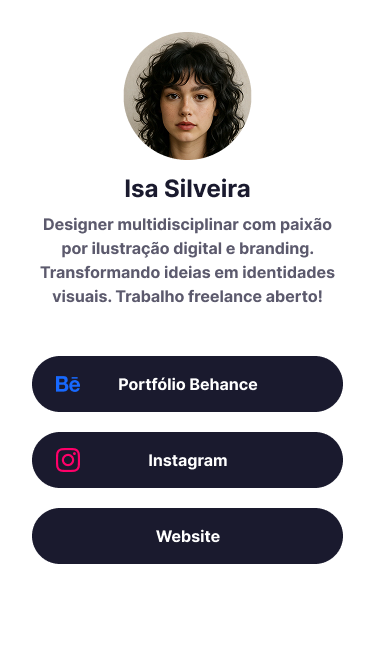 Isa Silveira
Designer multidisciplinar com paixão
por ilustração digital e branding.
Transformando ideias em identidades
visuais. Trabalho freelance aberto!
Bē Portfólio Behance
Instagram
Website